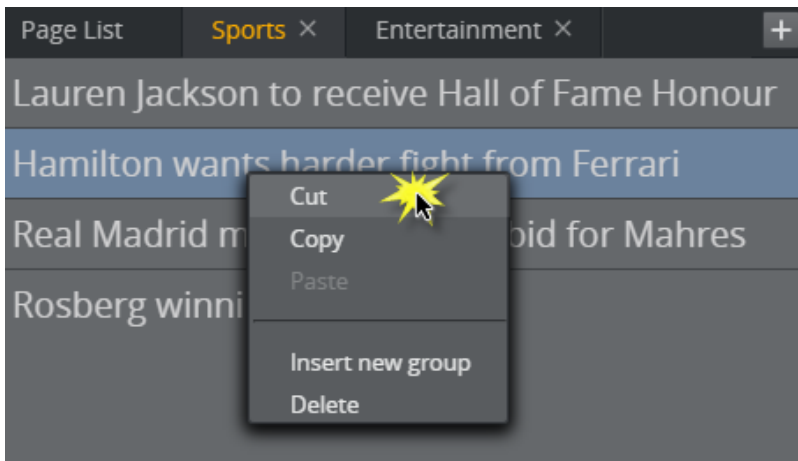 Page List Sports × Entertainment × +
Lauren Jackson to receive Hall of Fame Honour
Hamilton wants harder fight from Ferrari
Cut
Real Madrid m bid for Mahres
Copy
Paste
Rosberg winni
Insert new group
Delete